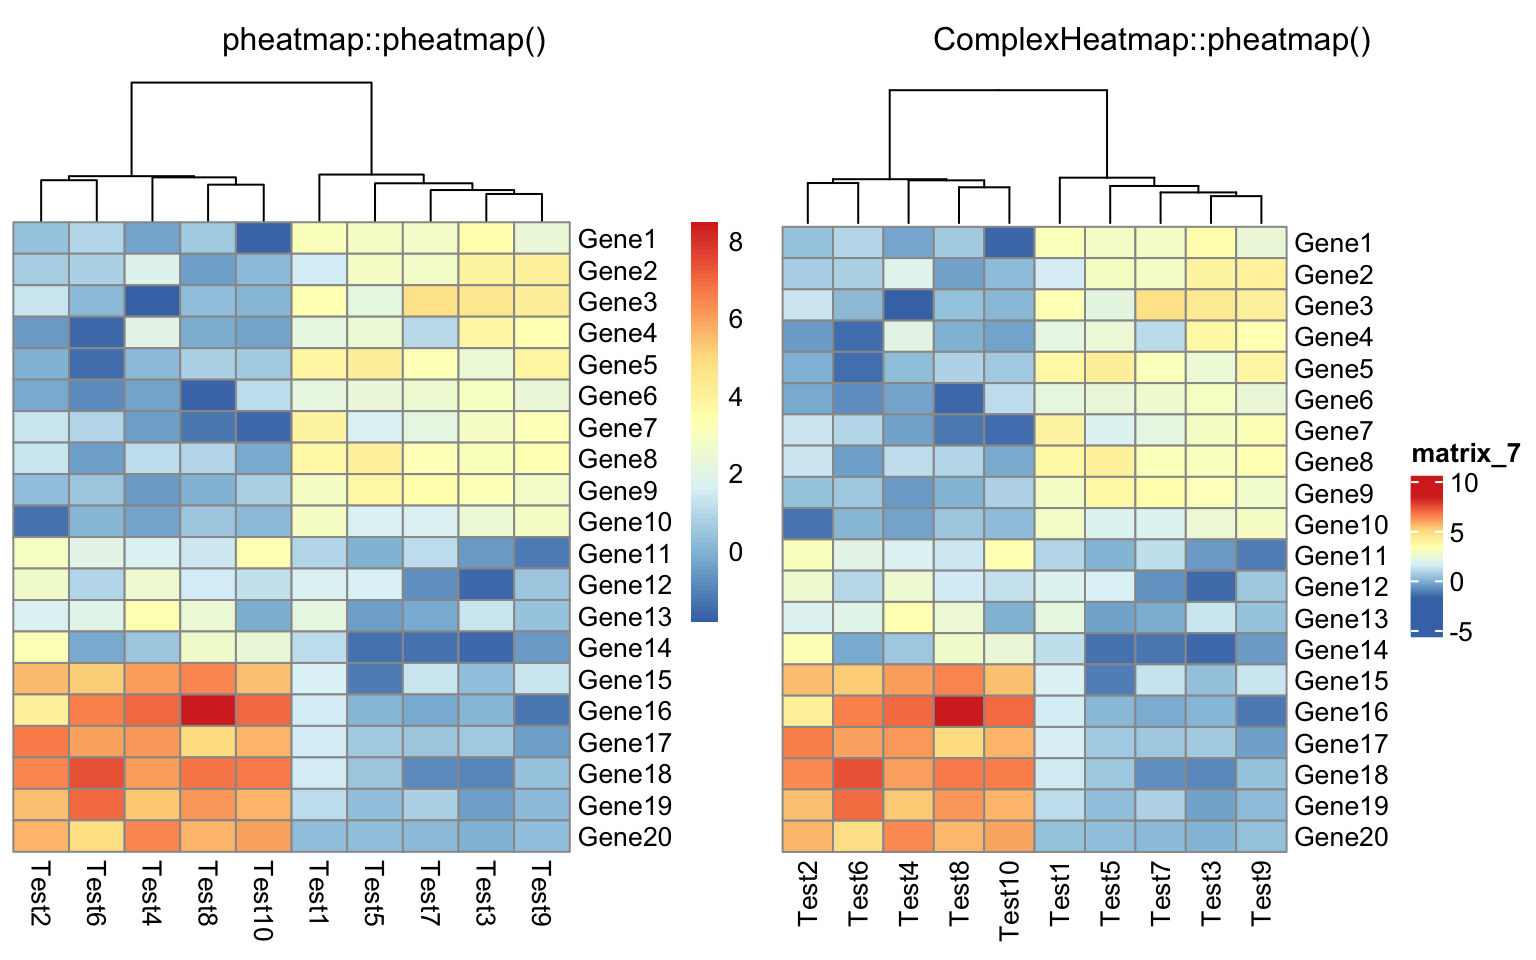 pheatmap::pheatmap()
Gene1
Gene2
Gene3
Gene4
Gene5
Gene6
Gene7
Gene8
Gene9
Gene10
Gene11
Gene12
Gene13
Gene14
Gene15
Gene16
Gene17
Gene18
Gene19
Gene20
Test2 Test6 Test4 Test8 Test10 Test1 Test5 Test7 Test3 Test9
8
6
4
2
0
ComplexHeatmap::pheatmap()
Gene1
Gene2
Gene3
Gene4
Gene5
Gene6
Gene7
Gene8
Gene9
Gene10
Gene11
Gene12
Gene13
Gene14
Gene15
Gene16
Gene17
Gene18
Gene19
Gene20
Test2 Test6 Test4 Test8 Test10 Test1 Test5 Test7 Test3 Test9
matrix_7
10
5
0
-5